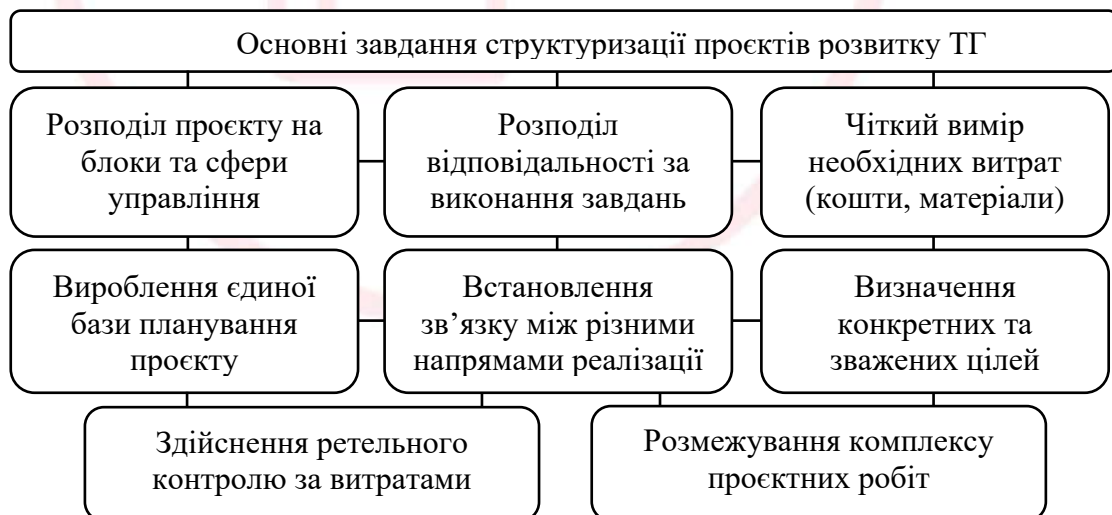 Основні завдання структуризації проєктів розвитку ТГ
Розподіл проєкту на
блоки та сфери
управління
Розподіл
відповідальності за
виконання завдань
Чіткий вимір
необхідних витрат
(кошти, матеріали)
Вироблення єдиної
бази планування
проєкту
Встановлення
зв’язку між різними
напрямами реалізації
Визначення
конкретних та
зважених цілей
Здійснення ретельного
контролю за витратами
Розмежування комплексу
проєктних робіт